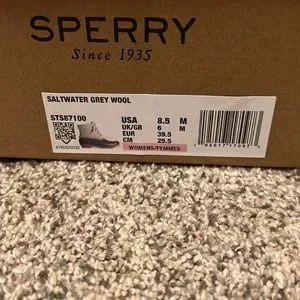 SPERRY
Since 1935
SALTWATER GREY WOOL
STS87100
USA 8.5 M
UK/GB 6 M
EUR 39.5
CM 25.5
WOMENS/FEMMES